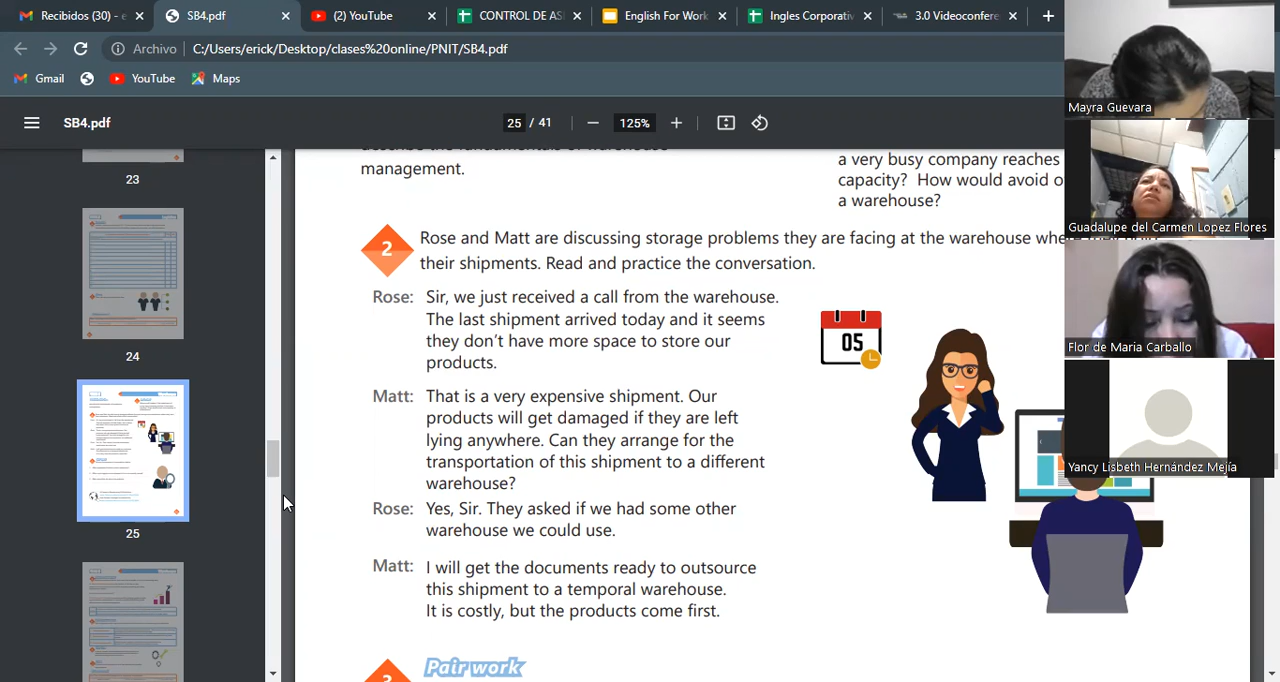 Recibidos (30) - e
SB4.pdf
(2) YouTube
CONTROL DE AS
English For Work
Ingles Corporativ
3.0 Videoconfere
Archivo
C:/Users/erick/Desktop/clases%20online/PNIT/SB4.pdf
Gmail
YouTube
Maps
SB4.pdf
25 / 41
125%
23
24
25
management.
a very busy company reaches
capacity? How would avoid o
a warehouse?
2
Rose and Matt are discussing storage problems they are facing at the warehouse
their shipments. Read and practice the conversation.
Rose: Sir, we just received a call from the warehouse.
The last shipment arrived today and it seems
they don't have more space to store our
products.
05
Matt: That is a very expensive shipment. Our
products will get damaged if they are left
lying anywhere. Can they arrange for the
transportation of this shipment to a different
warehouse?
Rose: Yes, Sir. They asked if we had some other
warehouse we could use.
Matt: I will get the documents ready to outsource
this shipment to a temporal warehouse.
It is costly, but the products come first.
3
Pair work
Mayra Guevara
Guadalupe del Carmen Lopez Flores
Flor de Maria Carballo
Yancy Lisbeth Hernández Mejía